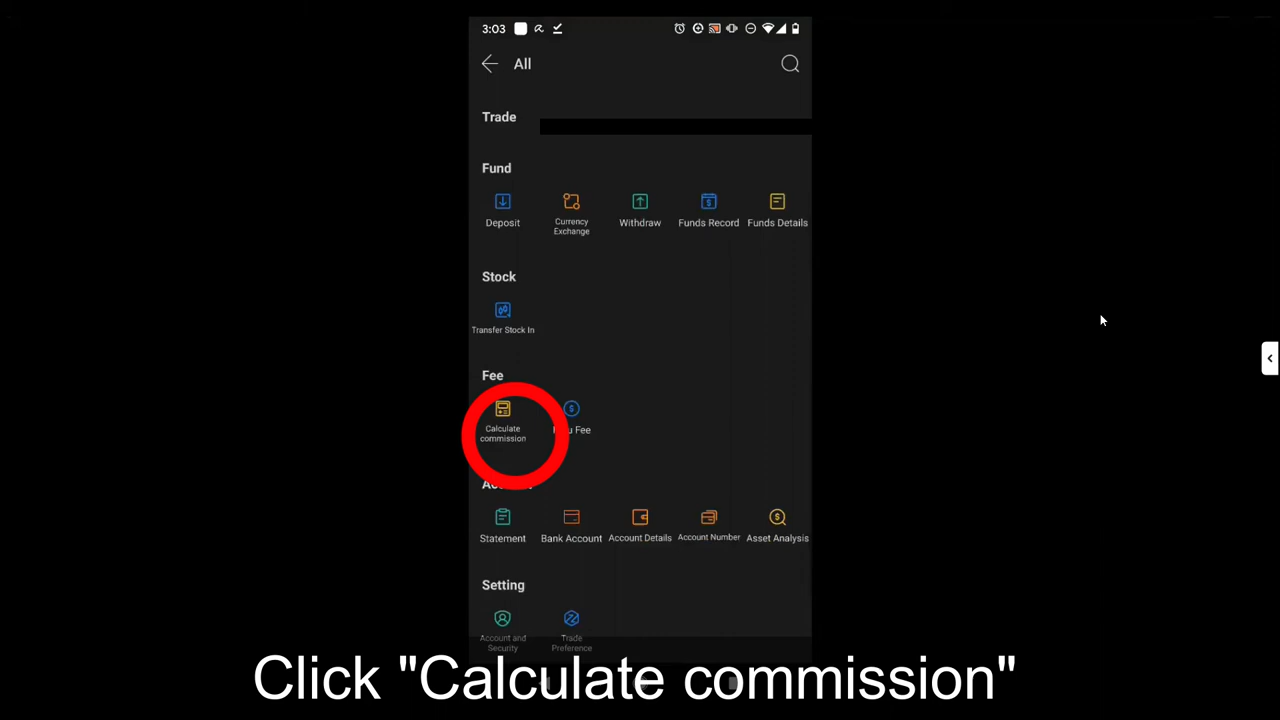 3:03
All
Trade
Fund
Deposit
Currency
Exchange
Withdraw
Funds Record
Funds Details
Stock
Transfer Stock In
Fee
Calculate
commission
Fee
Statement
Bank Account
Account Details
Account Number
Asset Analysis
Setting
Account and
Security
Trade
Preference
Click "Calculate commission"